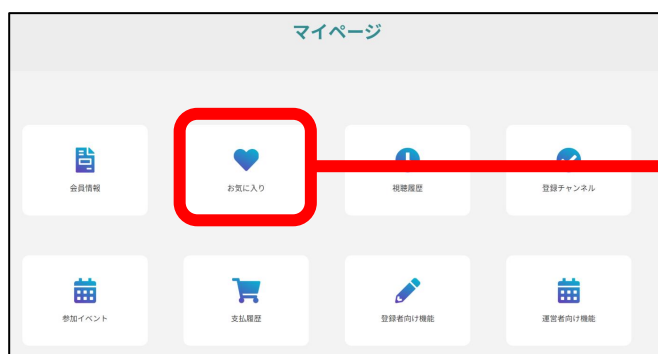 マイページ
会員情報
お気に入り
視聴履歴
登録チャンネル
参加イベント
支払履歴
登録者向け機能
運営者向け機能